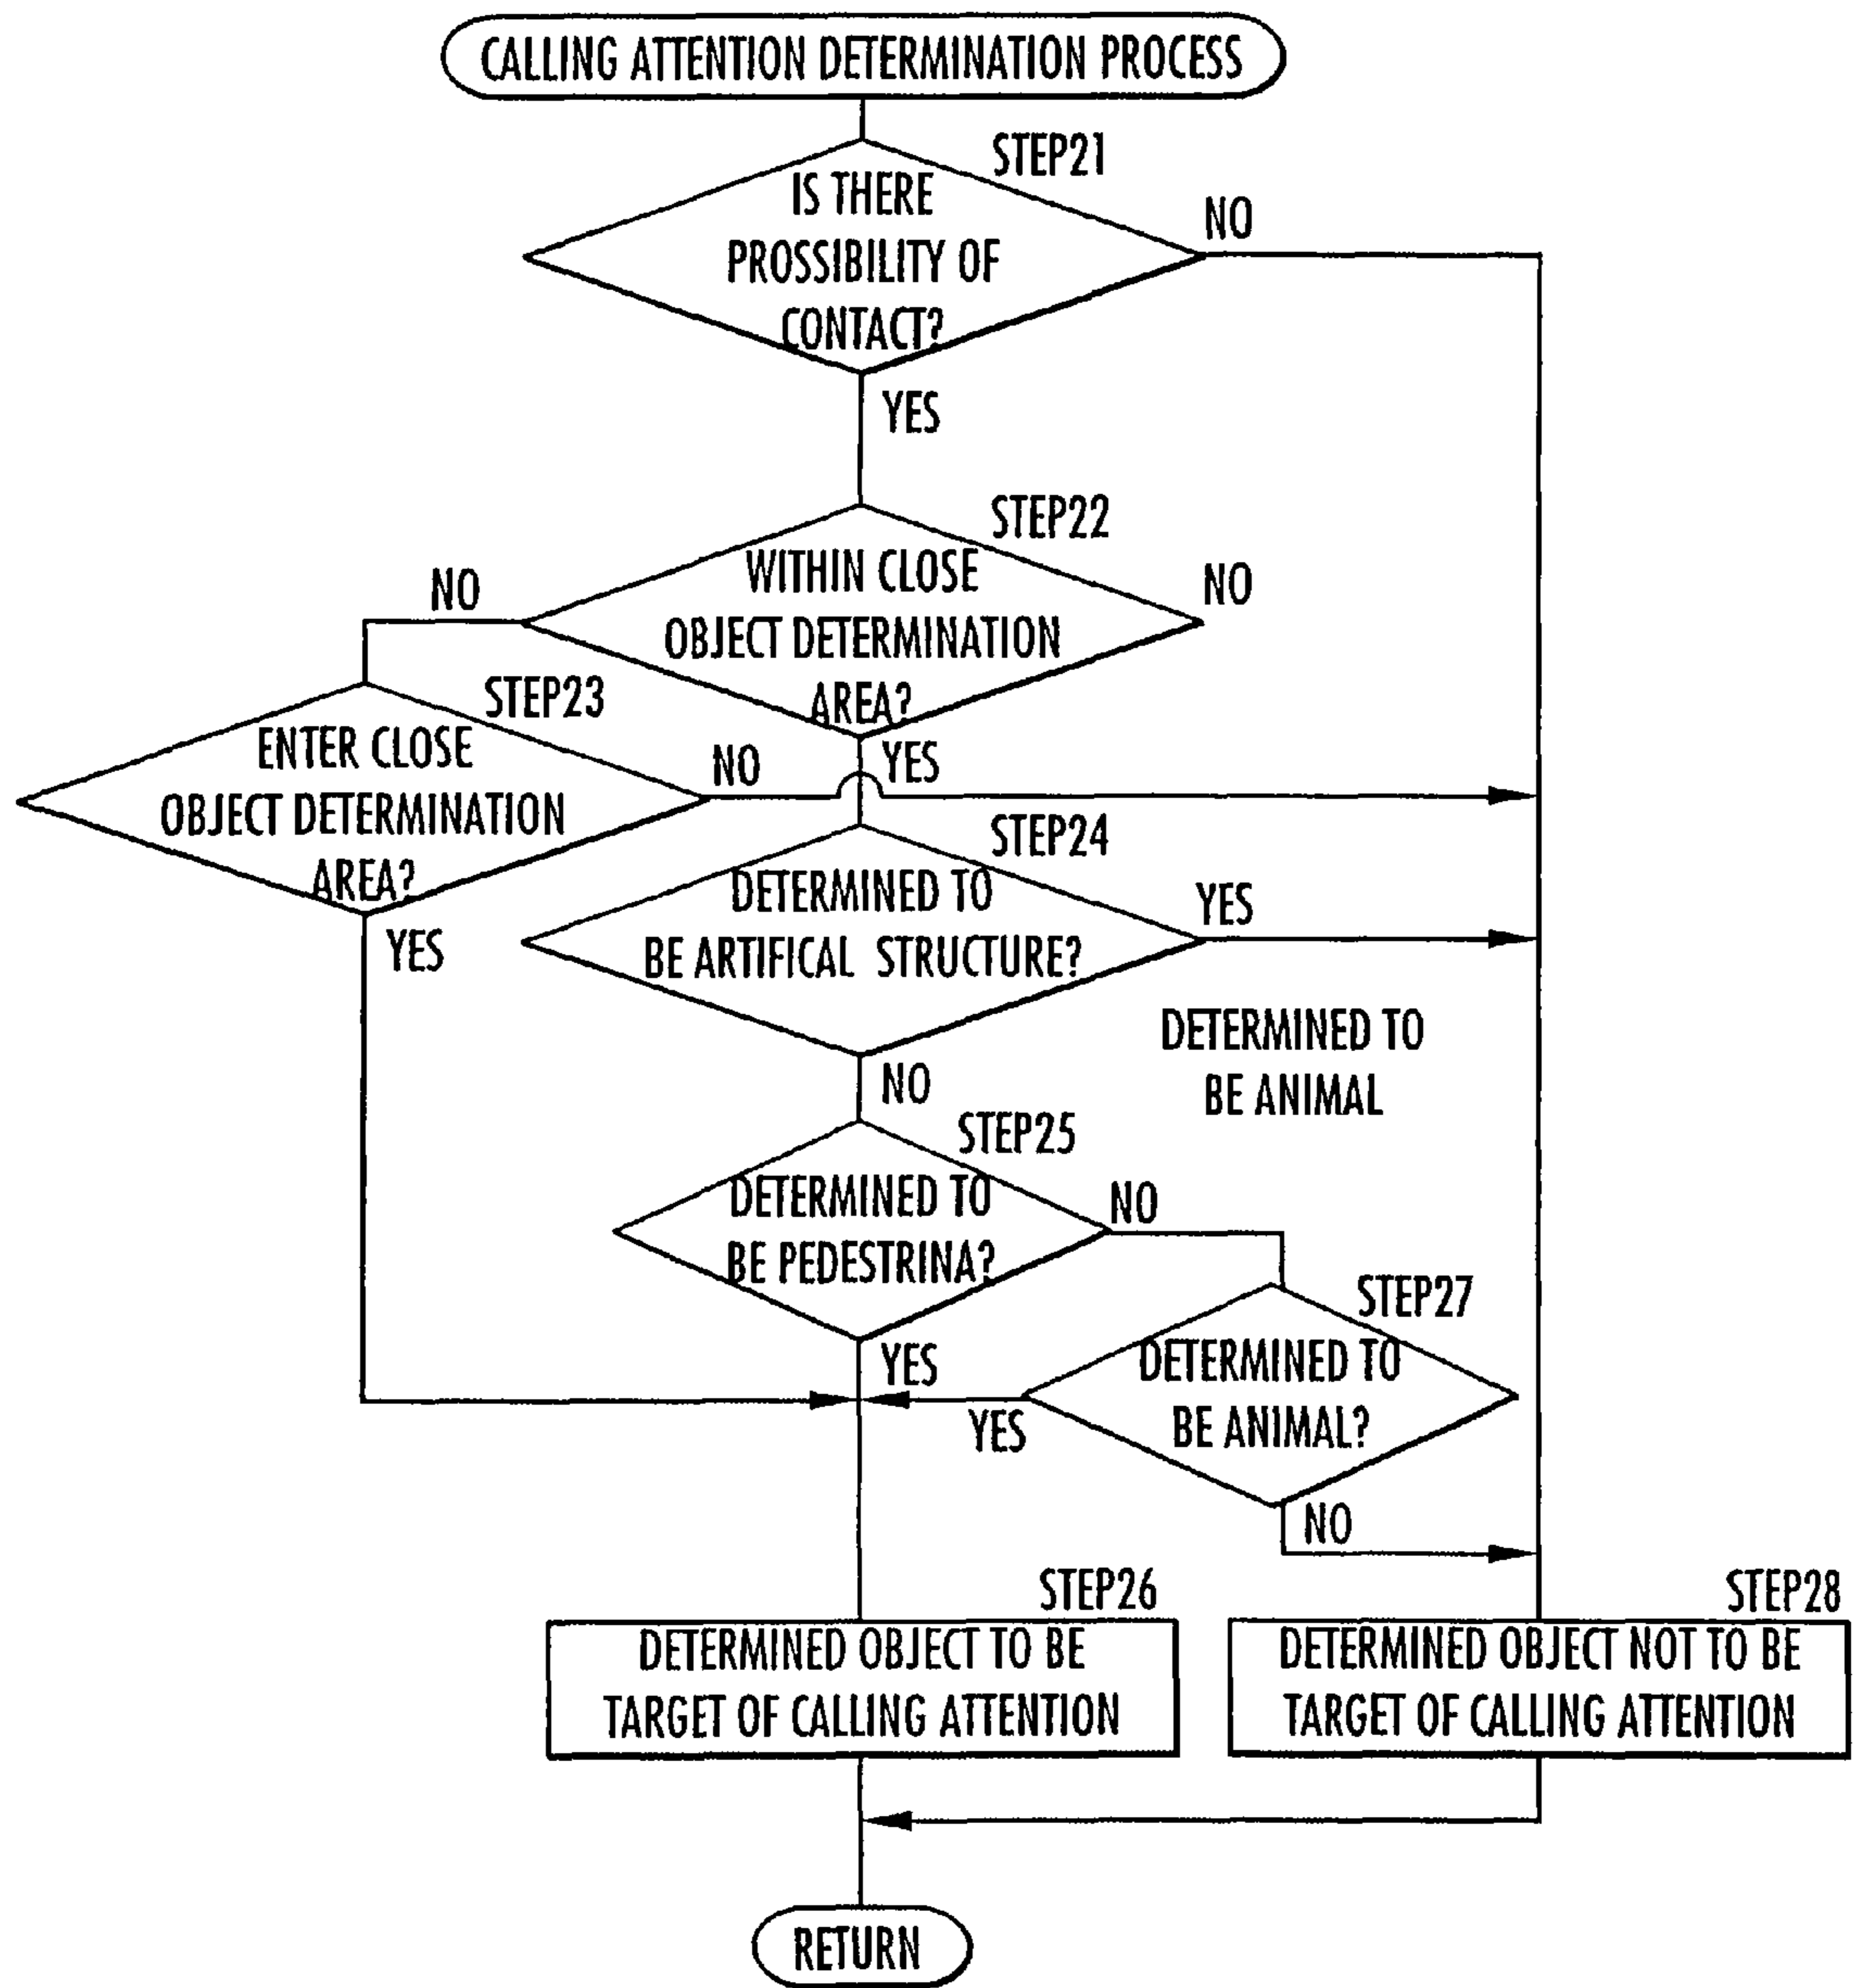 CALLING ATTENTION DETERMINATION PROCESS
STEP21
IS THERE
PROSSIBILITY OF
CONTACT?
NO
YES
STEP22
WITHIN CLOSE
OBJECT DETERMINATION
AREA?
NO
NO
YES
STEP23
ENTER CLOSE
OBJECT DETERMINATION
AREA?
NO
YES
STEP24
DETERMINED TO
BE ARTIFICAL STRUCTURE?
YES
NO
DETERMINED TO
BE ANIMAL
STEP25
DETERMINED TO
BE PEDESTRINA?
NO
YES
STEP27
DETERMINED TO
BE ANIMAL?
YES
NO
STEP26
DETERMINED OBJECT TO BE
TARGET OF CALLING ATTENTION
STEP28
DETERMINED OBJECT NOT TO BE
TARGET OF CALLING ATTENTION
RETURN